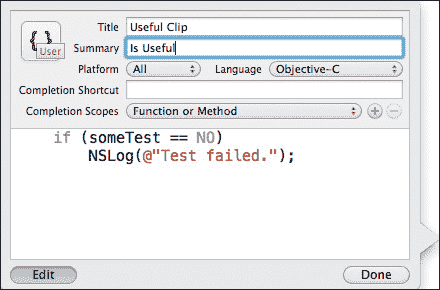 Title Useful Clip
{ } User
Summary Is Useful
Platform All Language Objective-C
Completion Shortcut
Completion Scopes Function or Method
if (someTest == NO)
NSLog(@"Test failed.");
Edit Done